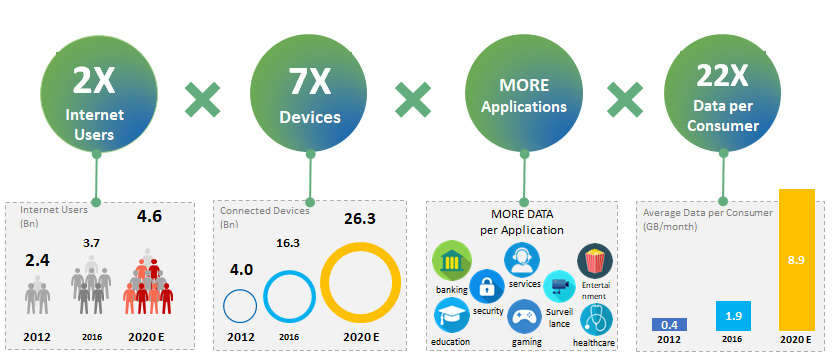 2X
Internet
Users
7X
Devices
MORE
Applications
22X
Data per
Consumer
Internet Users
(Bn)
2.4
3.7
4.6
2012
2016
2020 E
Connected Devices
(Bn)
4.0
16.3
26.3
2012
2016
2020 E
MORE DATA
per Application
banking
services
Entertai
nment
security
Surveil
lance
education
gaming
healthcare
Average Data per Consumer
(GB/month)
0.4
1.9
8.9
2012
2016
2020 E